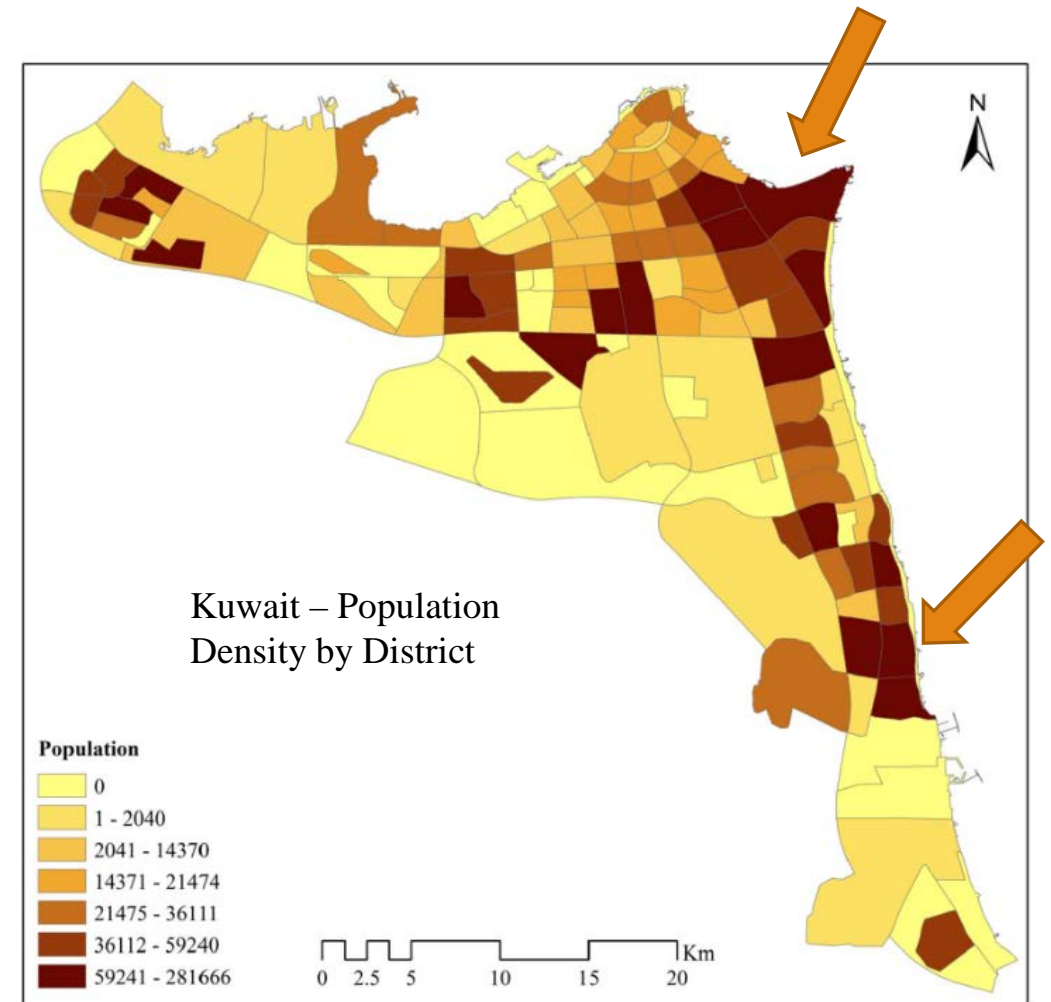 N
Kuwait – Population
Density by District
Population
0
1 - 2040
2041 - 14370
14371 - 21474
21475 - 36111
36112 - 59240
59241 - 281666
Km
0 2.5 5 10 15 20